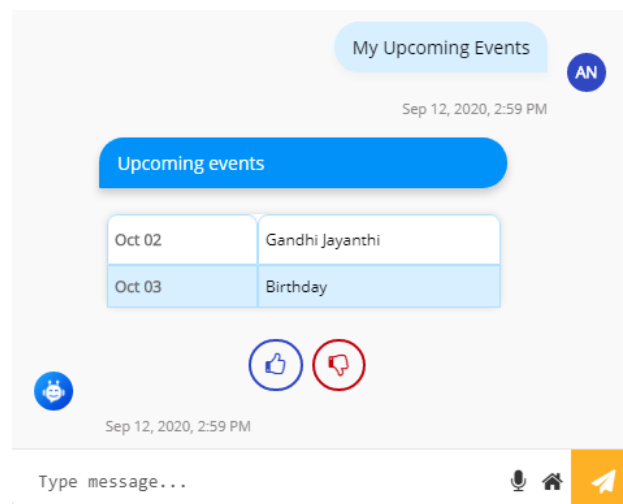 My Upcoming Events
AN
Sep 12, 2020, 2:59 PM
Upcoming events
Oct 02 Gandhi Jayanthi
Oct 03 Birthday
Sep 12, 2020, 2:59 PM
Type message...